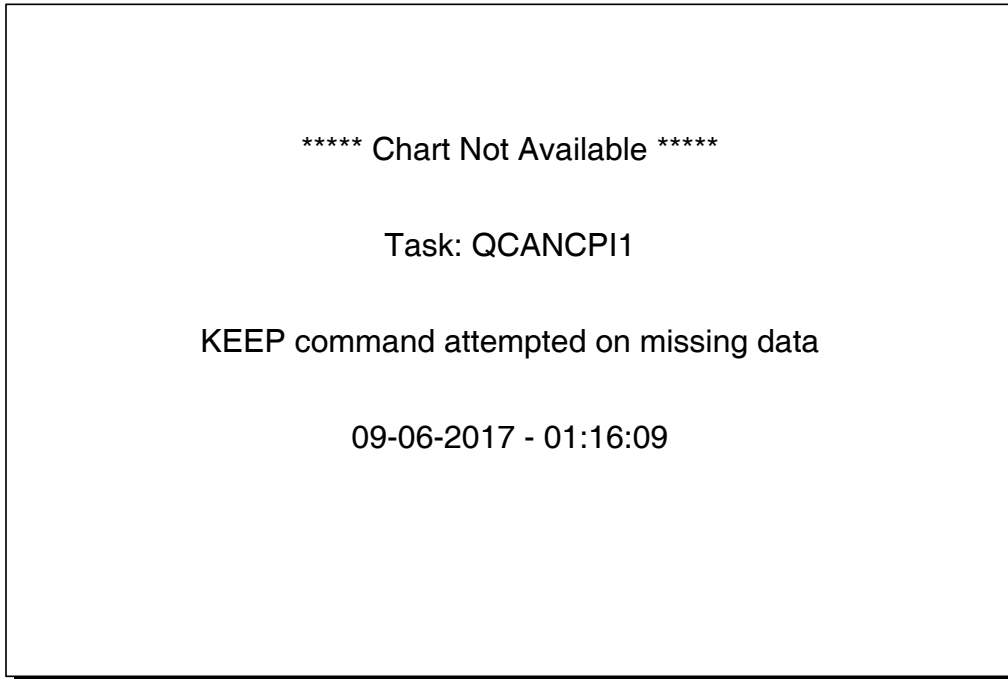 ***** Chart Not Available *****
Task: QCANCPI1
KEEP command attempted on missing data
09-06-2017 - 01:16:09